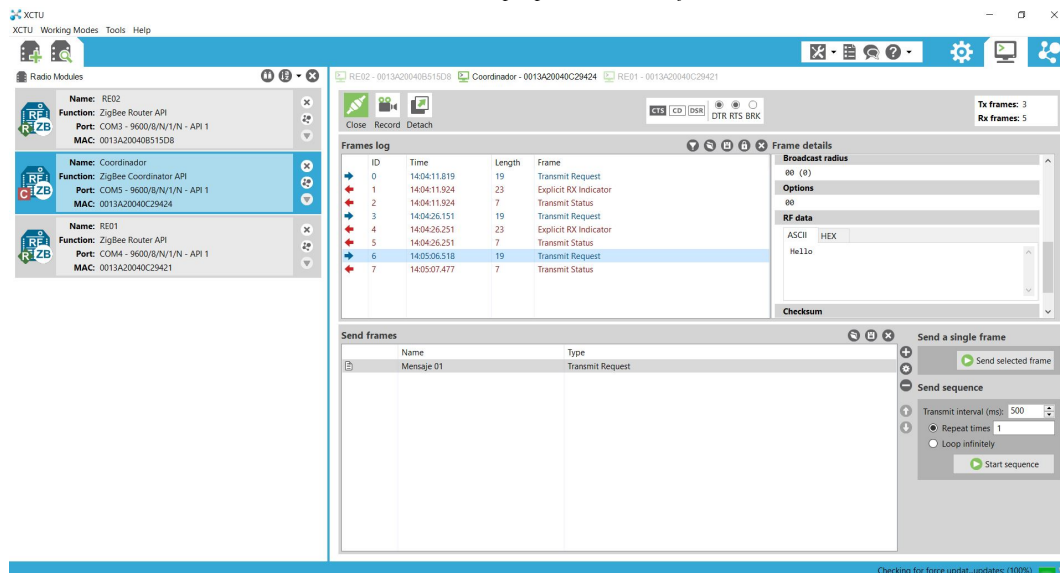 XCTU
XCTU Working Modes Tools Help
Radio Modules
RE02 - 0013A20040B515D8 Coordinador - 0013A20040C29424 RE01 - 0013A20040C29421
Name: RE02
Function: ZigBee Router API
Port: COM3 - 9600/8/N/1/N - API 1
MAC: 0013A20040B515D8
Name: Coordinador
Function: ZigBee Coordinator API
Port: COM5 - 9600/8/N/1/N - API 1
MAC: 0013A20040C29424
Name: RE01
Function: ZigBee Router API
Port: COM4 - 9600/8/N/1/N - API 1
MAC: 0013A20040C29421
Close Record Detach
CTS CD DSR DTR RTS BRK
Tx frames: 3
Rx frames: 5
Frames log
ID Time Length Frame
0 14:04:11.819 19 Transmit Request
1 14:04:11.924 23 Explicit RX Indicator
2 14:04:11.924 7 Transmit Status
3 14:04:26.151 19 Transmit Request
4 14:04:26.251 23 Explicit RX Indicator
5 14:04:26.251 7 Transmit Status
6 14:05:06.518 19 Transmit Request
7 14:05:07.477 7 Transmit Status
Frame details
Broadcast radius
00 (0)
Options
00
RF data
ASCII HEX
Hello
Checksum
Send frames
Name Type
Mensaje 01 Transmit Request
Send a single frame
Send selected frame
Send sequence
Transmit interval (ms): 500
Repeat times 1
Loop infinitely
Start sequence
Checking for force updat..updates: (100%)